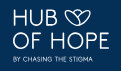 HUB
OF HOPE
BY CHASING THE STIGMA